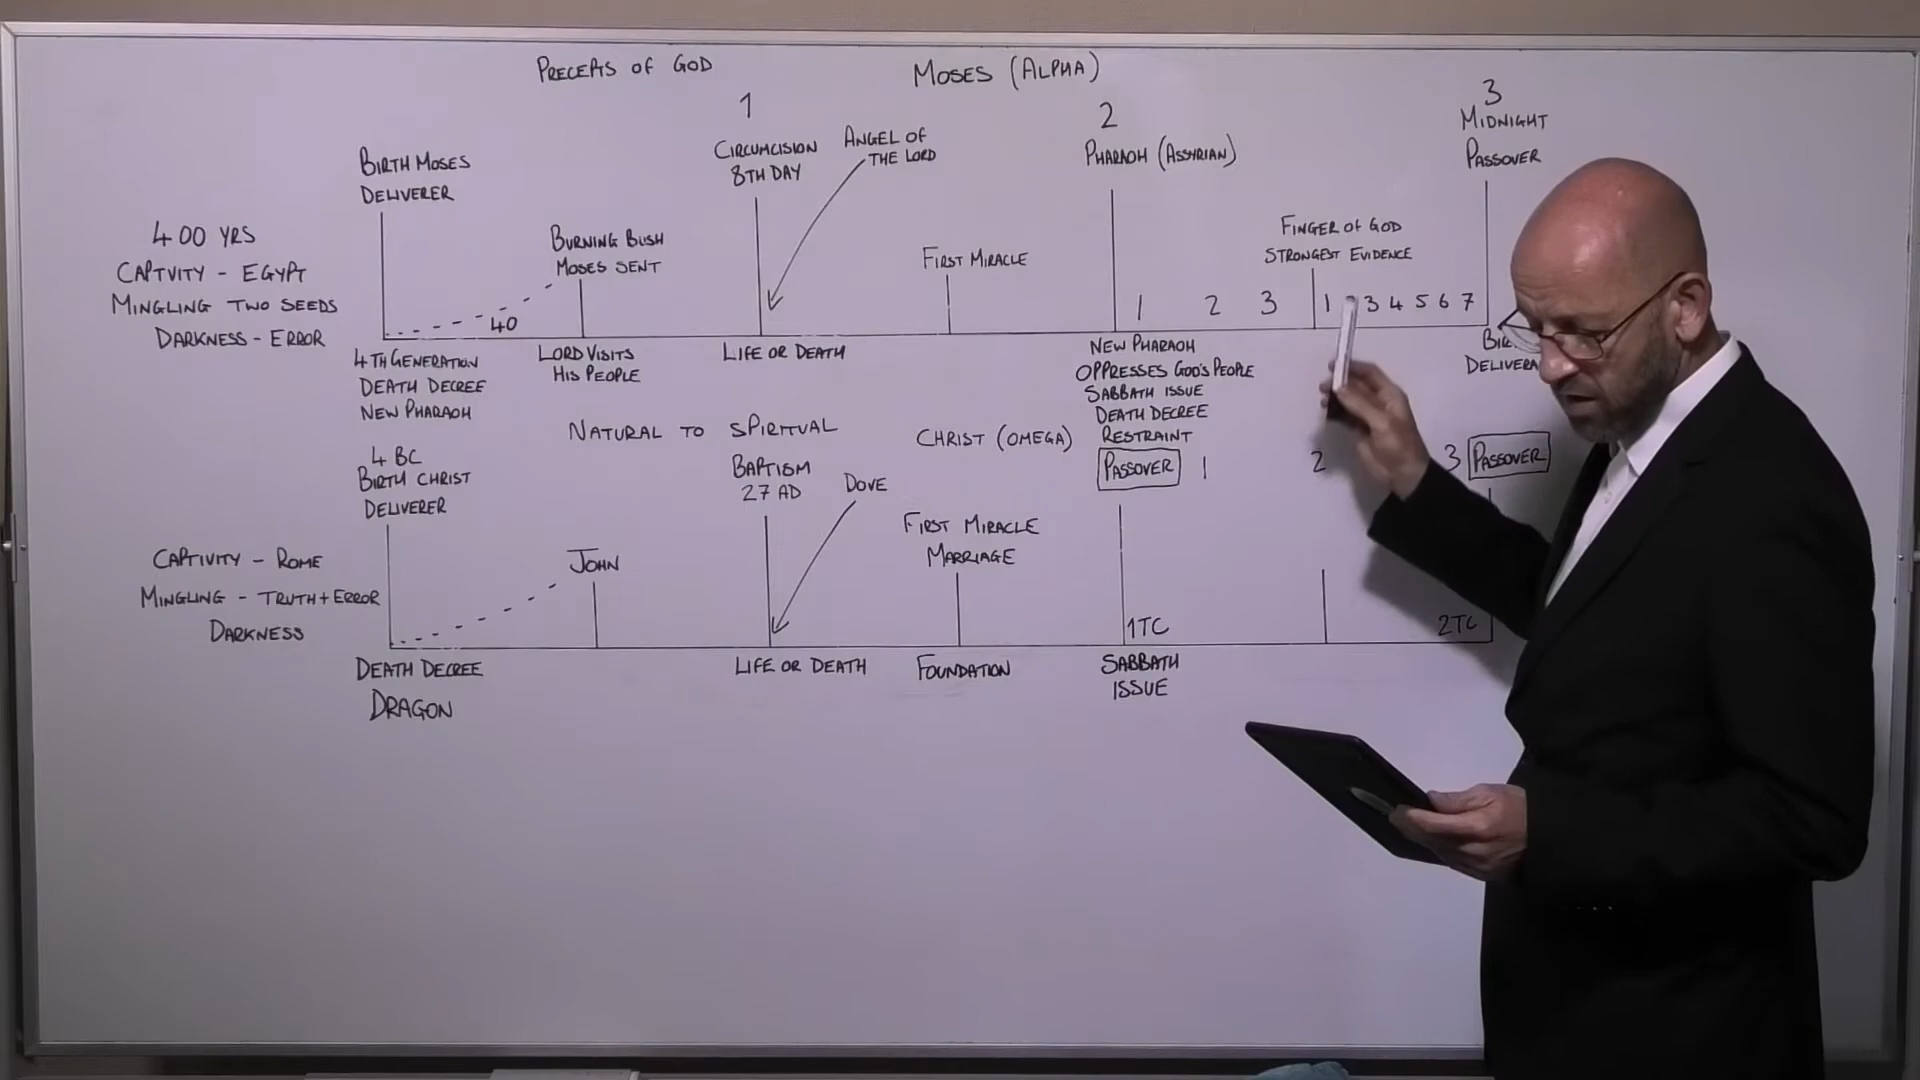 PRECEPTS OF GOD
MOSES (ALPHA)
1
2
3
MIDNIGHT
PASSOVER
BIRTH MOSES
DELIVERER
CIRCUMCISION
8TH DAY
ANGEL OF
THE LORD
PHARAOH (ASSYRIAN)
400 YRS
CAPTVITY - EGYPT
MINGLING TWO SEEDS
DARKNESS - ERROR
BURNING BUSH
MOSES SENT
FIRST MIRACLE
FINGER OF GOD
STRONGEST EVIDENCE
40
1 2 3
1 3 4 5 6 7
4TH GENERATION
DEATH DECREE
NEW PHARAOH
LORD VISITS
HIS PEOPLE
LIFE OR DEATH
NEW PHARAOH
OPPRESSES GOD'S PEOPLE
SABBATH ISSUE
DEATH DECREE
RESTRAINT
NATURAL TO SPIRITUAL
CHRIST (OMEGA)
4 BC
BIRTH CHRIST
DELIVERER
BAPTISM
27 AD
DOVE
PASSOVER 1 2 3 PASSOVER
CAPTIVITY - ROME
MINGLING - TRUTH + ERROR
DARKNESS
JOHN
FIRST MIRACLE
MARRIAGE
1TC
2TC
DEATH DECREE
DRAGON
LIFE OR DEATH
FOUNDATION
SABBATH
ISSUE